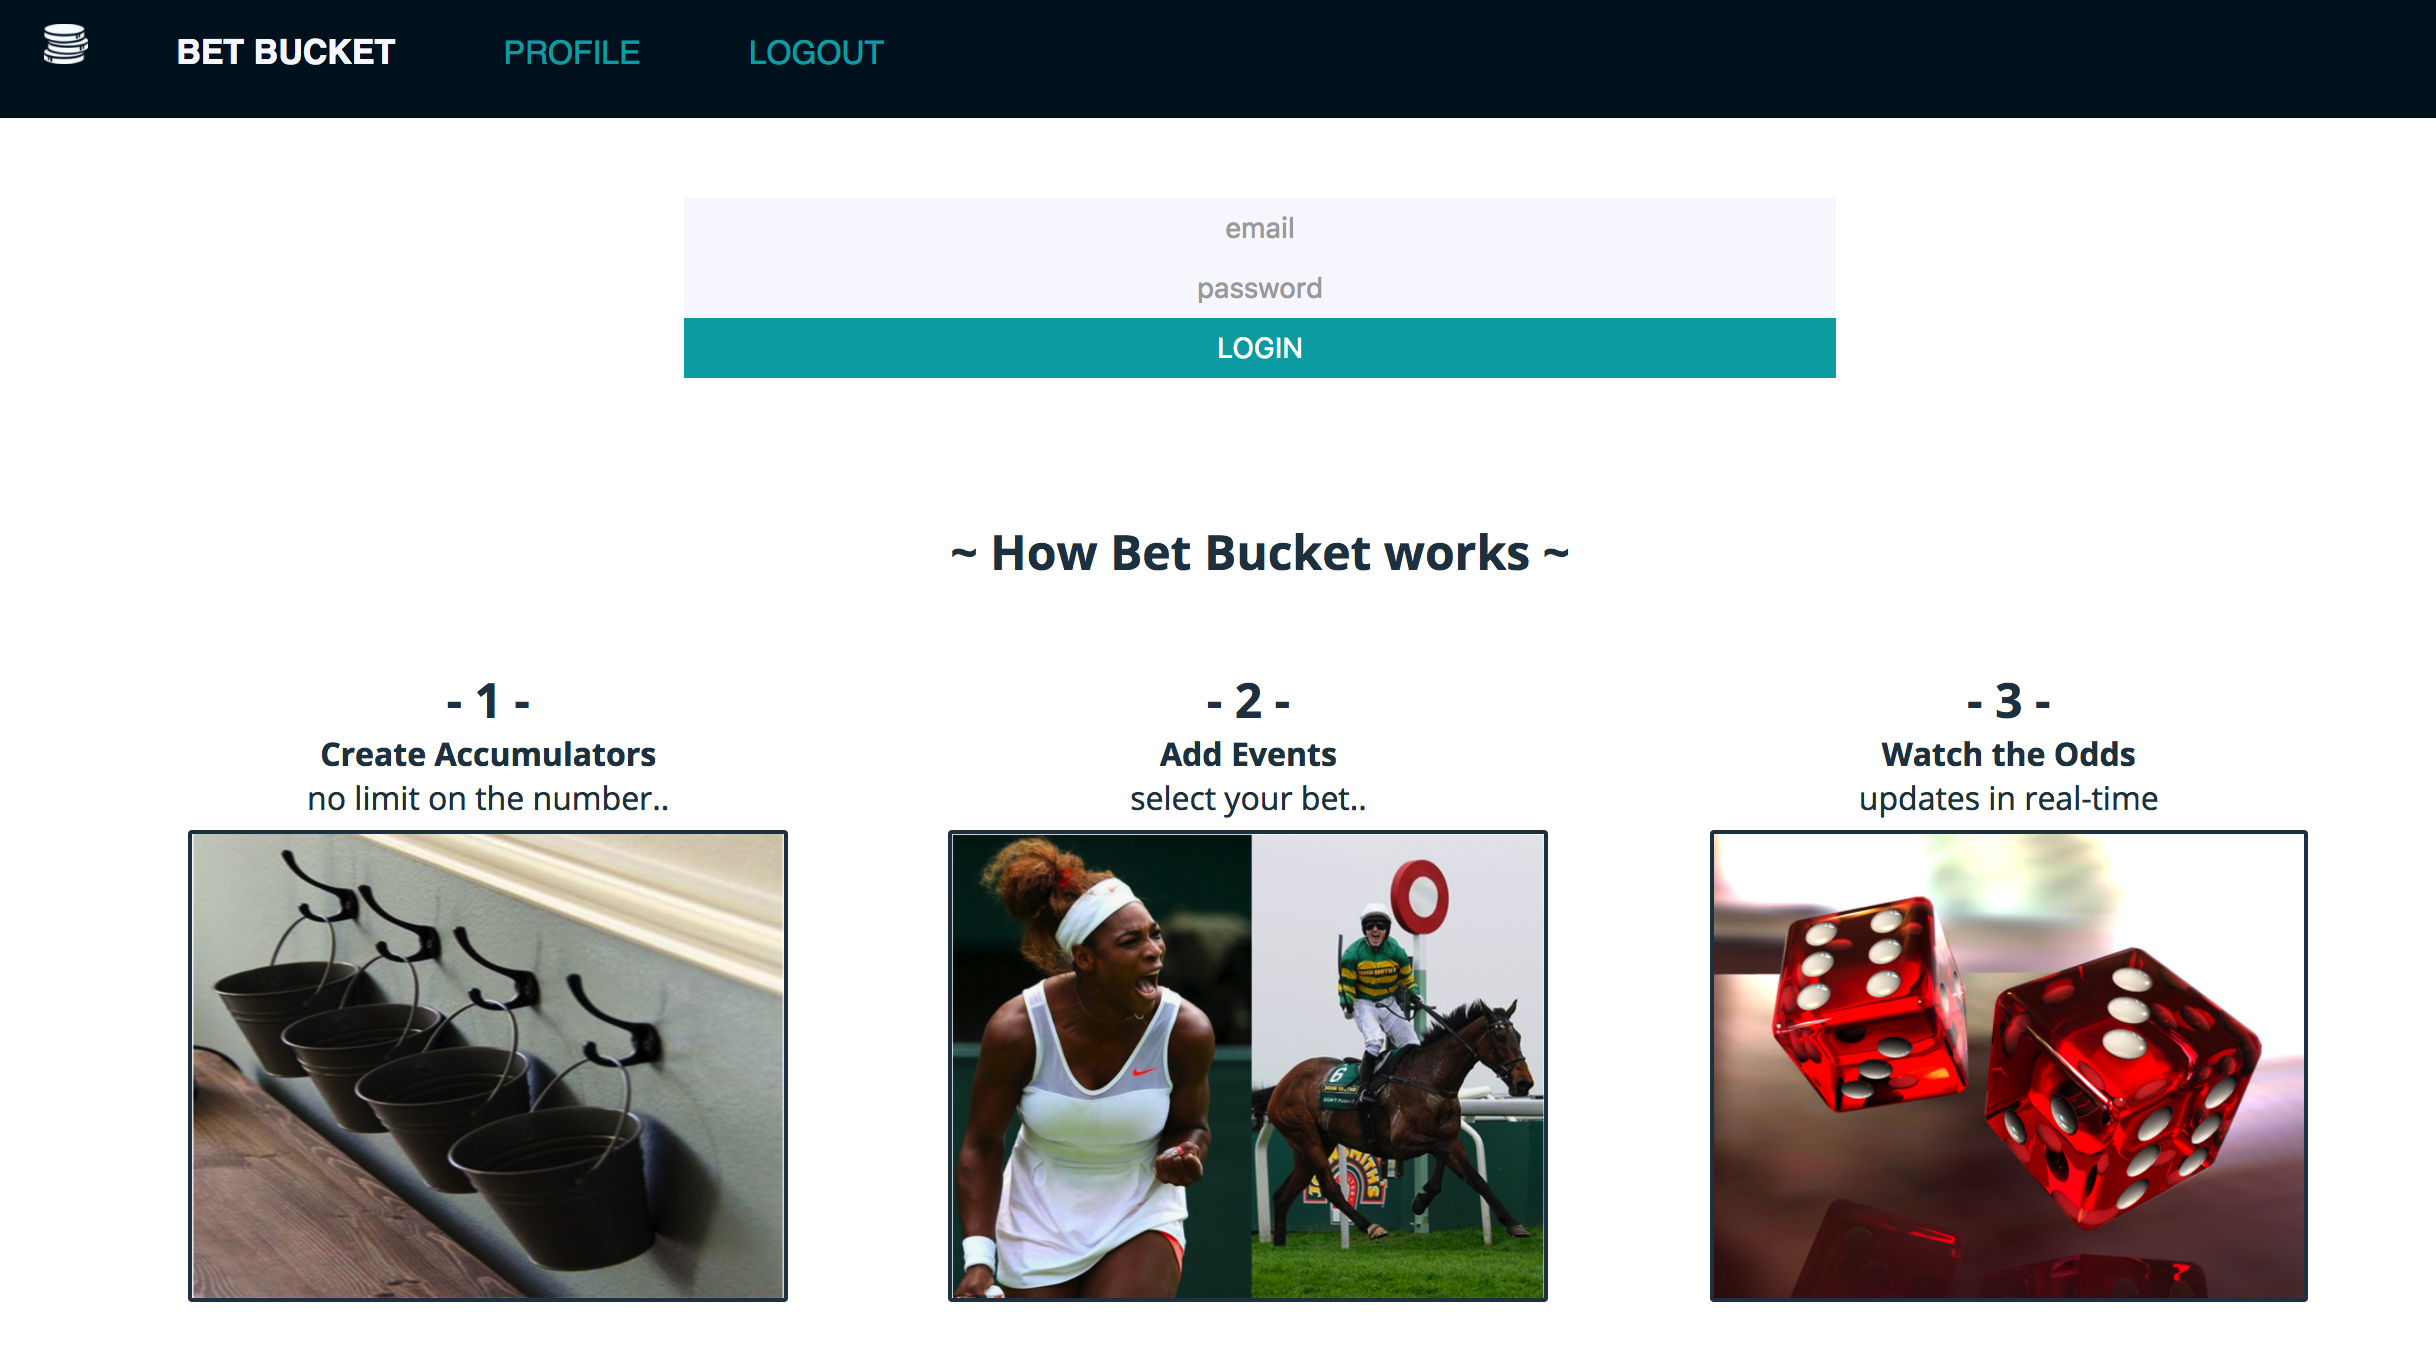 BET BUCKET PROFILE LOGOUT
email
password
LOGIN
~ How Bet Bucket works ~
- 1 -
Create Accumulators
no limit on the number..
- 2 -
Add Events
select your bet..
- 3 -
Watch the Odds
updates in real-time
6